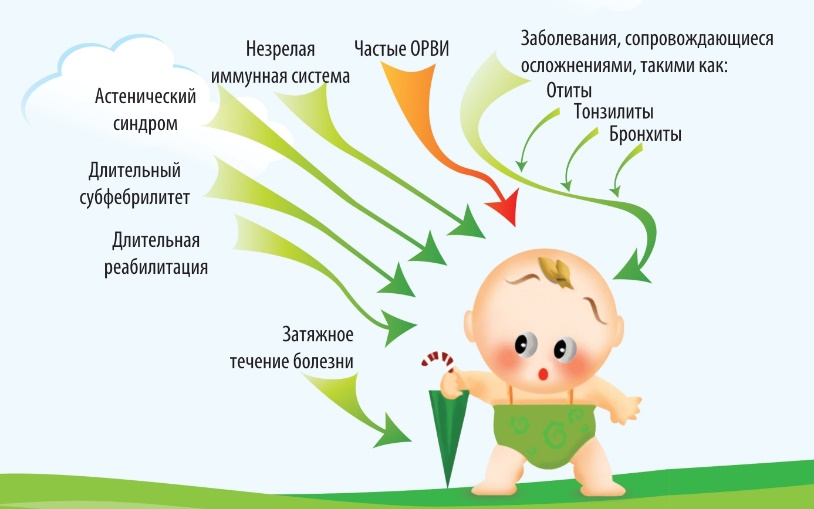 Незрелая
иммунная система
Частые ОРВИ
Заболевания, сопровождающиеся
осложнениями, такими как:
Отиты
Тонзилиты
Бронхиты
Астенический
синдром
Длительный
субфебрилитет
Длительная
реабилитация
Затяжное
течение болезни